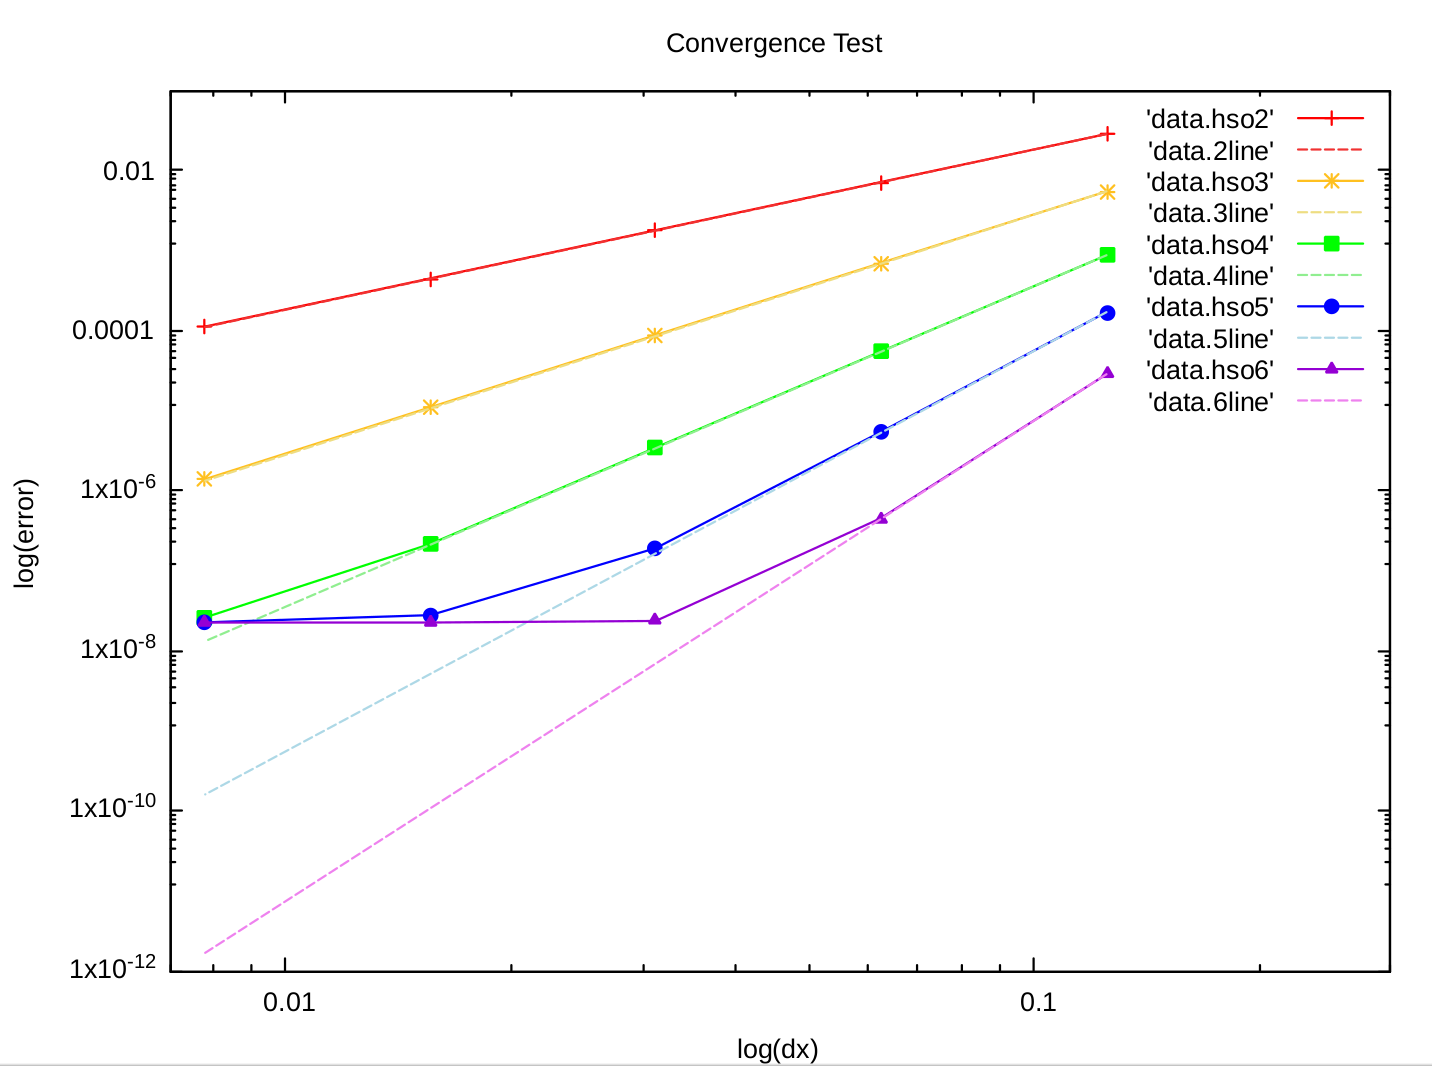 Convergence Test
'data.hso2'
'data.2line'
'data.hso3'
'data.3line'
'data.hso4'
'data.4line'
'data.hso5'
'data.5line'
'data.hso6'
'data.6line'
0.01
0.0001
1x10-6
1x10-8
1x10-10
1x10-12
log(error)
0.01
0.1
log(dx)